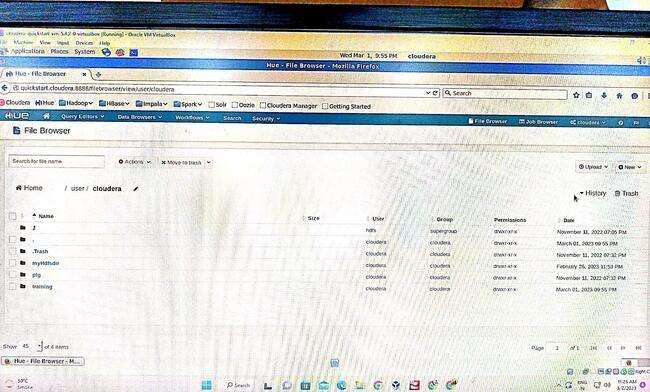 cloudera-quickstart-vm-5.4.2-0-virtualbox [Running] - Oracle VM VirtualBox
Machine View Input Devices Help
Applications Places System
Wed Mar 1, 9:55 PM cloudera
Hue - File Browser - Mozilla Firefox
Hue - File Browser
quickstart.cloudera:8888/filebrowser/view/user/cloudera
Search
Cloudera Hue Hadoop HBase Impala Spark Solr Oozie Cloudera Manager Getting Started
HUE Query Editors Data Browsers Workflows Search Security File Browser Job Browser cloudera
File Browser
Search for file name Actions Move to trash Upload New
Home / user / cloudera History Trash
Name Size User Group Permissions Date
hdfs supergroup drwxr-xr-x November 11, 2022 07:05 PM
. cloudera cloudera drwxr-xr-x March 01, 2023 09:55 PM
.Trash cloudera cloudera drwxr-xr-x November 11, 2022 07:32 PM
myHdfsdir cloudera cloudera drwxr-xr-x February 26, 2023 11:53 PM
pig cloudera cloudera drwxr-xr-x November 11, 2022 07:32 PM
training cloudera cloudera drwxr-xr-x March 01, 2023 09:55 PM
Show 45 of 4 items Page 1 of 1
Hue - File Browser - M...
30°C
Search
ENG
IN
11:25 AM
3/2/2023